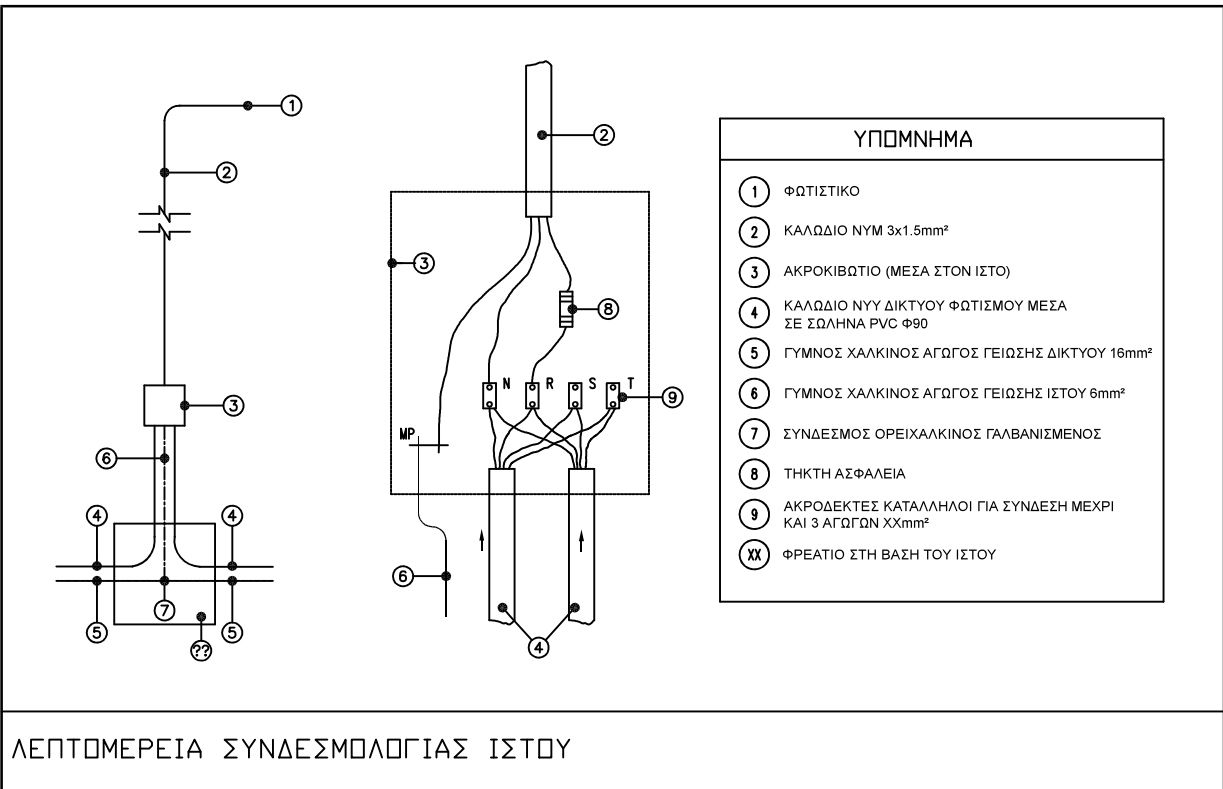 1
2
3
6
4
4
5
7
5
??
2
3
8
N
R
S
T
9
MP
6
4
ΥΠΟΜΝΗΜΑ
1 ΦΩΤΙΣΤΙΚΟ
2 ΚΑΛΩΔΙΟ ΝΥΜ 3x1.5mm²
3 ΑΚΡΟΚΙΒΩΤΙΟ (ΜΕΣΑ ΣΤΟΝ ΙΣΤΟ)
4 ΚΑΛΩΔΙΟ ΝΥΥ ΔΙΚΤΥΟΥ ΦΩΤΙΣΜΟΥ ΜΕΣΑ
ΣΕ ΣΩΛΗΝΑ PVC Φ90
5 ΓΥΜΝΟΣ ΧΑΛΚΙΝΟΣ ΑΓΩΓΟΣ ΓΕΙΩΣΗΣ ΔΙΚΤΥΟΥ 16mm²
6 ΓΥΜΝΟΣ ΧΑΛΚΙΝΟΣ ΑΓΩΓΟΣ ΓΕΙΩΣΗΣ ΙΣΤΟΥ 6mm²
7 ΣΥΝΔΕΣΜΟΣ ΟΡΕΙΧΑΛΚΙΝΟΣ ΓΑΛΒΑΝΙΣΜΕΝΟΣ
8 ΤΗΚΤΗ ΑΣΦΑΛΕΙΑ
9 ΑΚΡΟΔΕΚΤΕΣ ΚΑΤΑΛΛΗΛΟΙ ΓΙΑ ΣΥΝΔΕΣΗ ΜΕΧΡΙ
ΚΑΙ 3 ΑΓΩΓΩΝ XXmm²
XX ΦΡΕΑΤΙΟ ΣΤΗ ΒΑΣΗ ΤΟΥ ΙΣΤΟΥ
ΛΕΠΤΟΜΕΡΕΙΑ ΣΥΝΔΕΣΜΟΛΟΓΙΑΣ ΙΣΤΟΥ